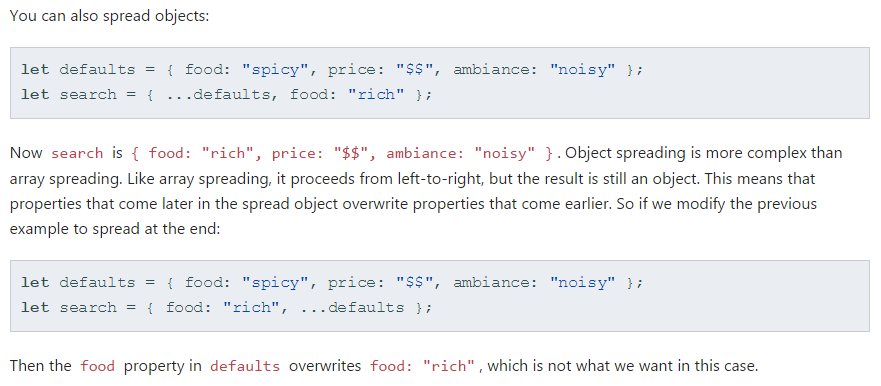 You can also spread objects:
let defaults = { food: "spicy", price: "$$", ambiance: "noisy" };
let search = { ...defaults, food: "rich" };
Now search is { food: "rich", price: "$$", ambiance: "noisy" }. Object spreading is more complex than
array spreading. Like array spreading, it proceeds from left-to-right, but the result is still an object. This means that
properties that come later in the spread object overwrite properties that come earlier. So if we modify the previous
example to spread at the end:
let defaults = { food: "spicy", price: "$$", ambiance: "noisy" };
let search = { food: "rich", ...defaults };
Then the food property in defaults overwrites food: "rich", which is not what we want in this case.